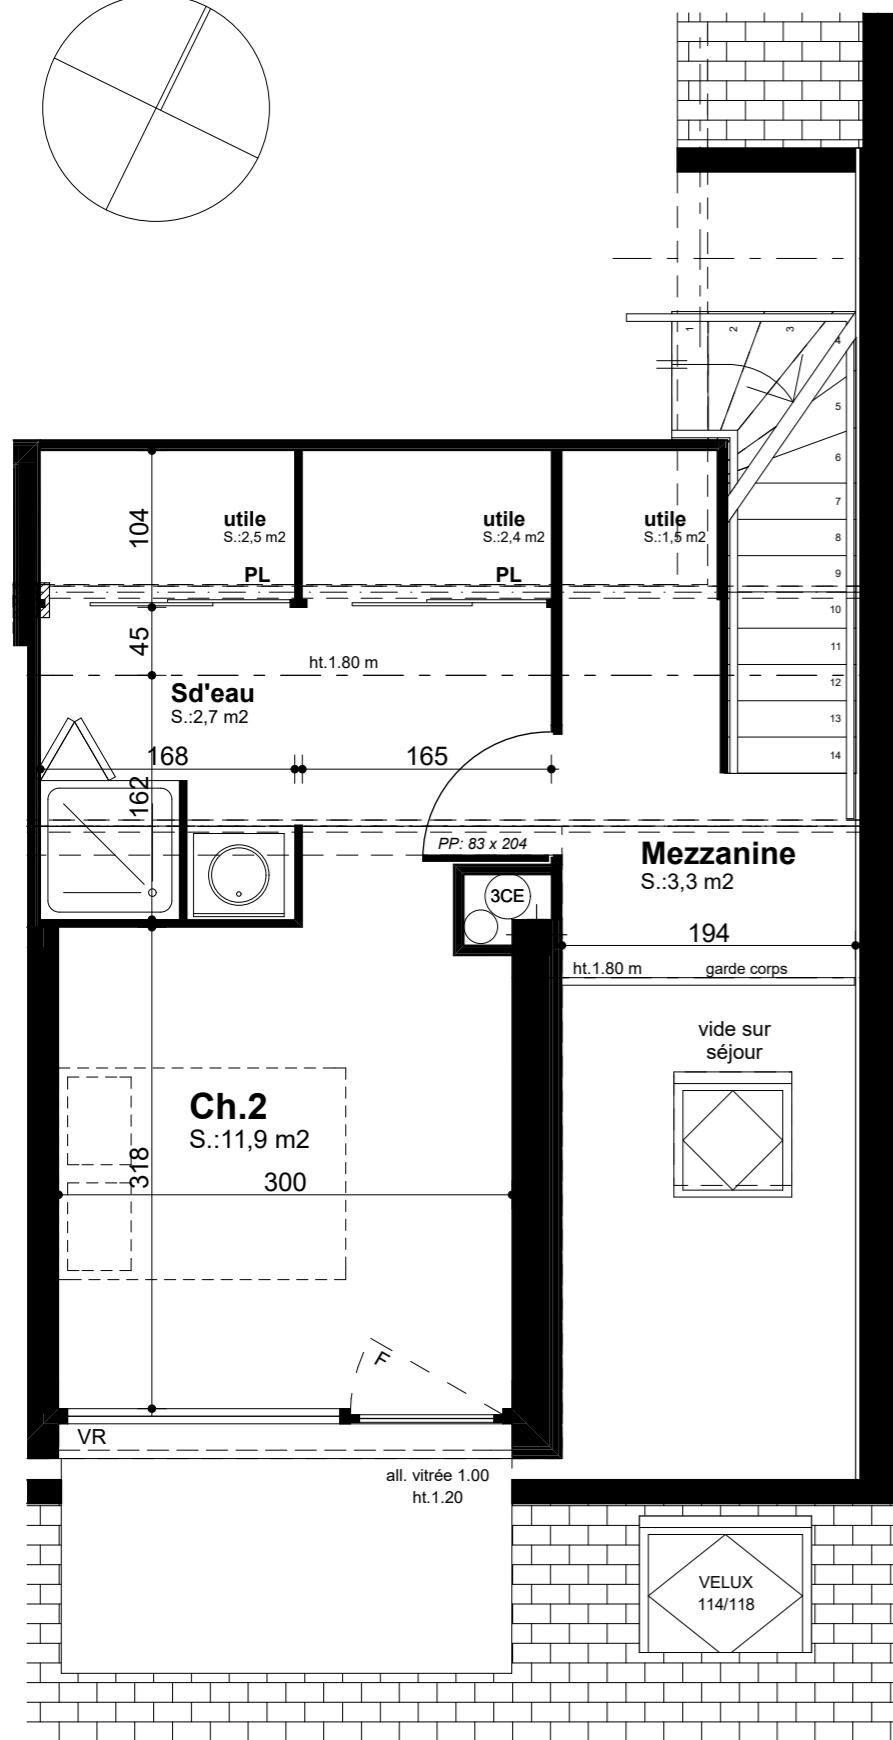 1
2
3
4
5
6
7
8
9
10
11
12
13
14
104
utile
S.:2,5 m2
PL
utile
S.:2,4 m2
PL
utile
S.:1,5 m2
45
ht.1.80 m
Sd'eau
S.:2,7 m2
168
165
162
PP: 83 x 204
Mezzanine
S.:3,3 m2
3CE
194
ht.1.80 m
garde corps
vide sur
séjour
Ch.2
S.:11,9 m2
318
300
F
VR
all. vitrée 1.00
ht.1.20
VELUX
114/118